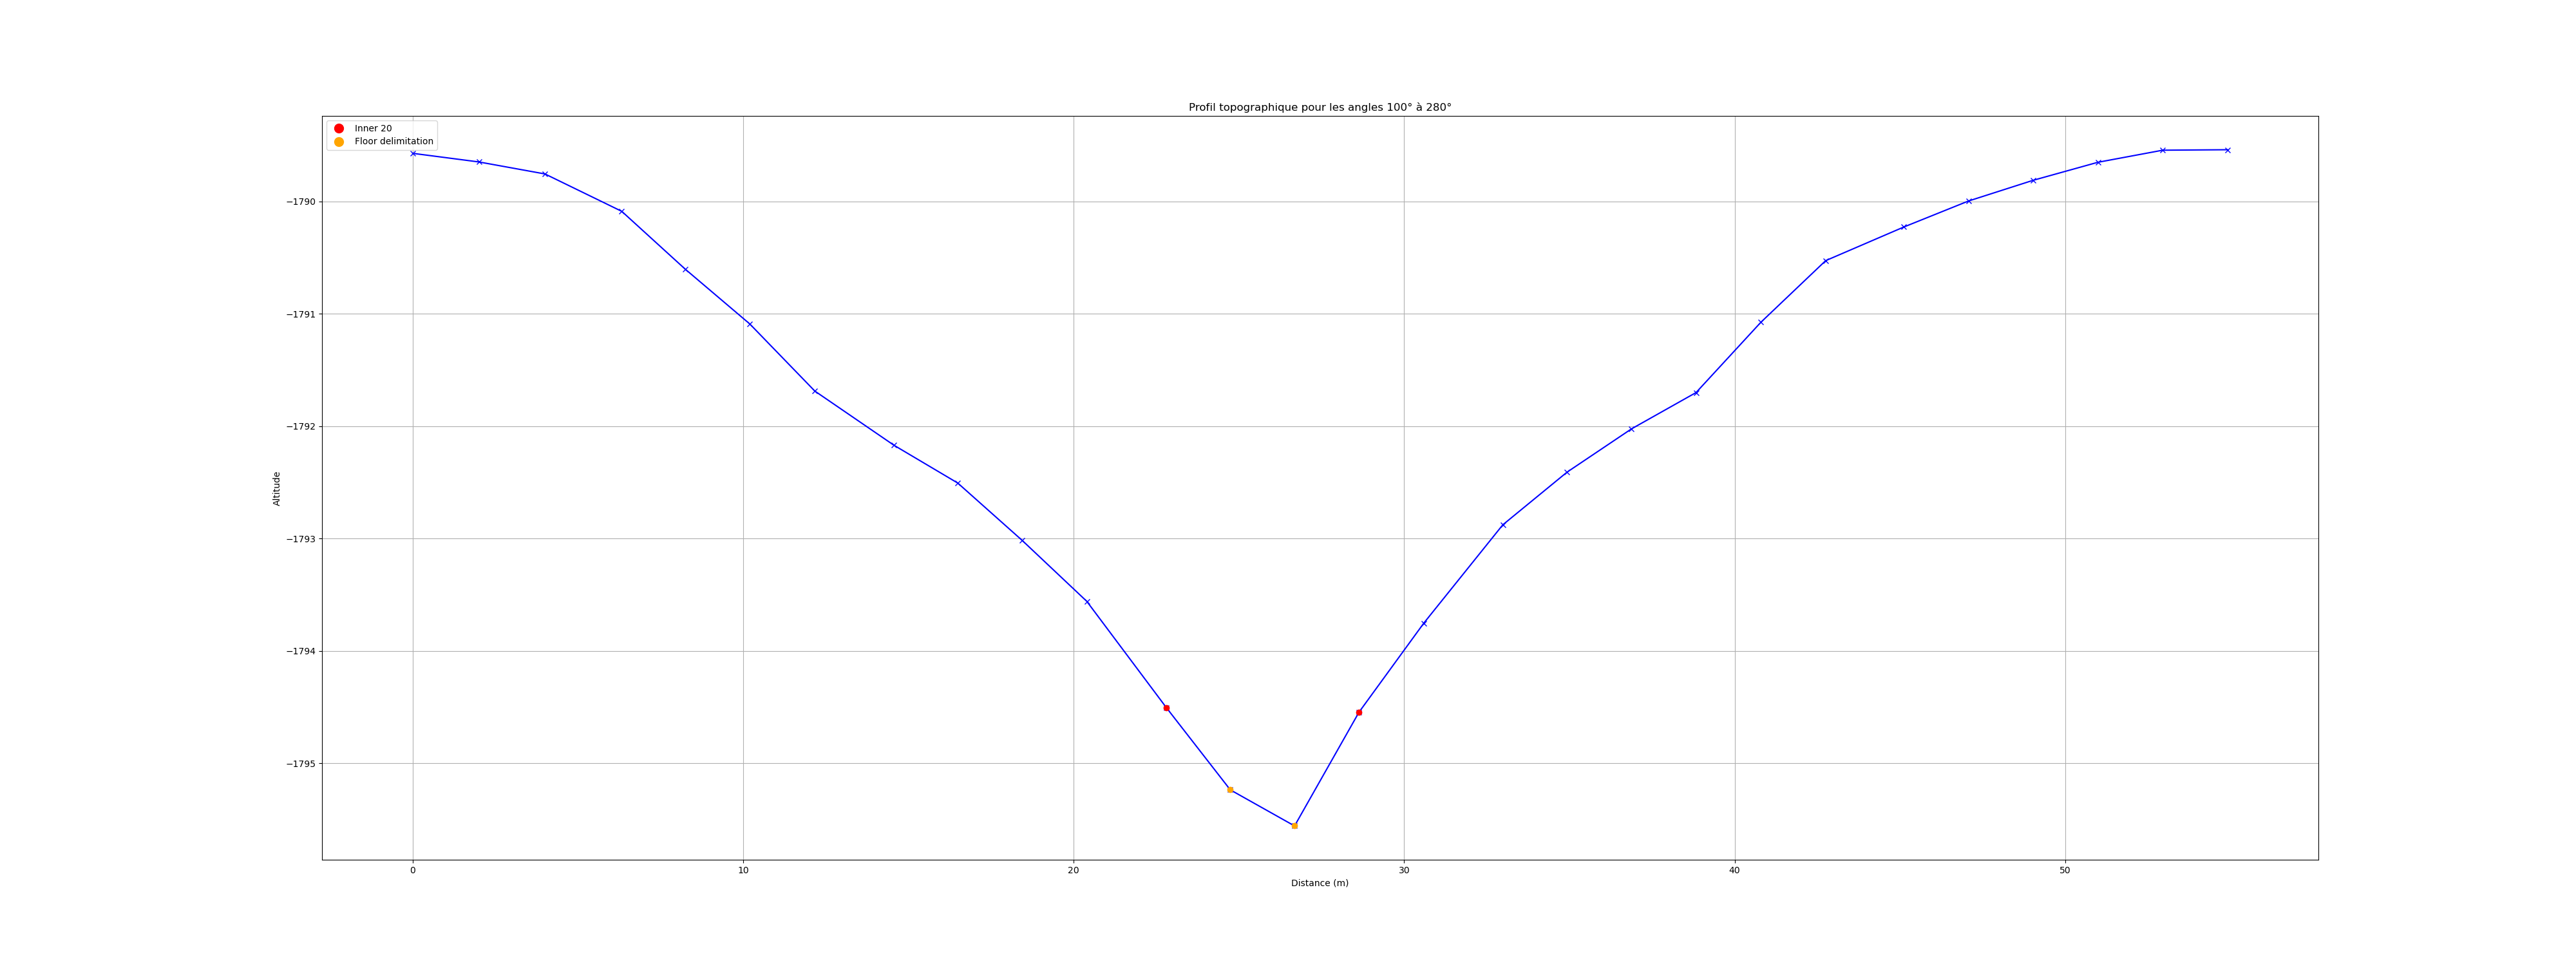 Profil topographique pour les angles 100° à 280°
Inner 20
Floor delimitation
−1790
−1791
−1792
−1793
−1794
−1795
Altitude
0 10 20 30 40 50
Distance (m)